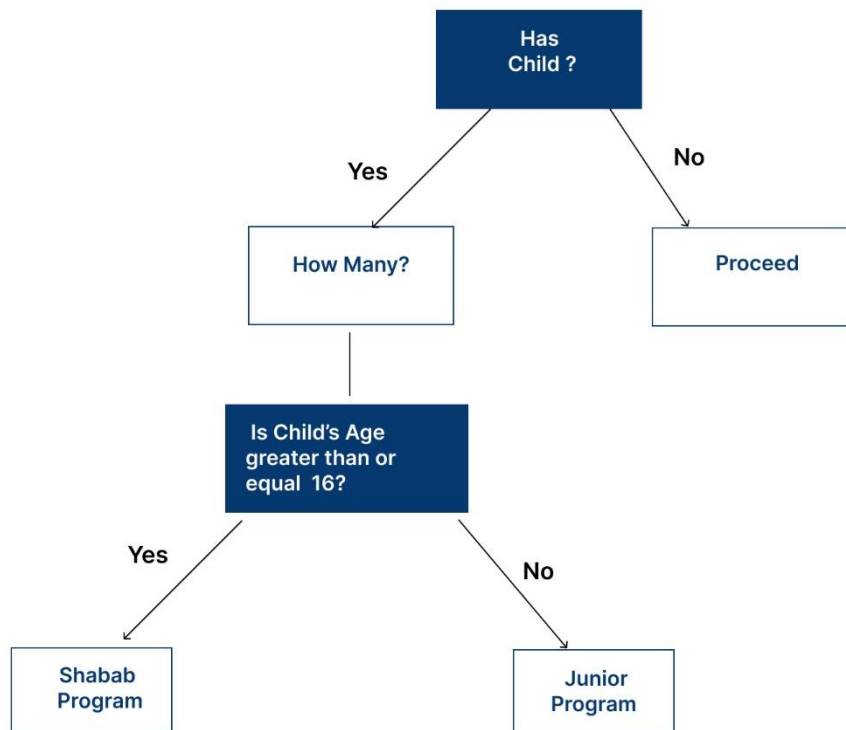 Has
Child ?
Yes
No
How Many?
Proceed
Is Child's Age
greater than or
equal  16?
Yes
No
Shabab
Program
Junior
Program